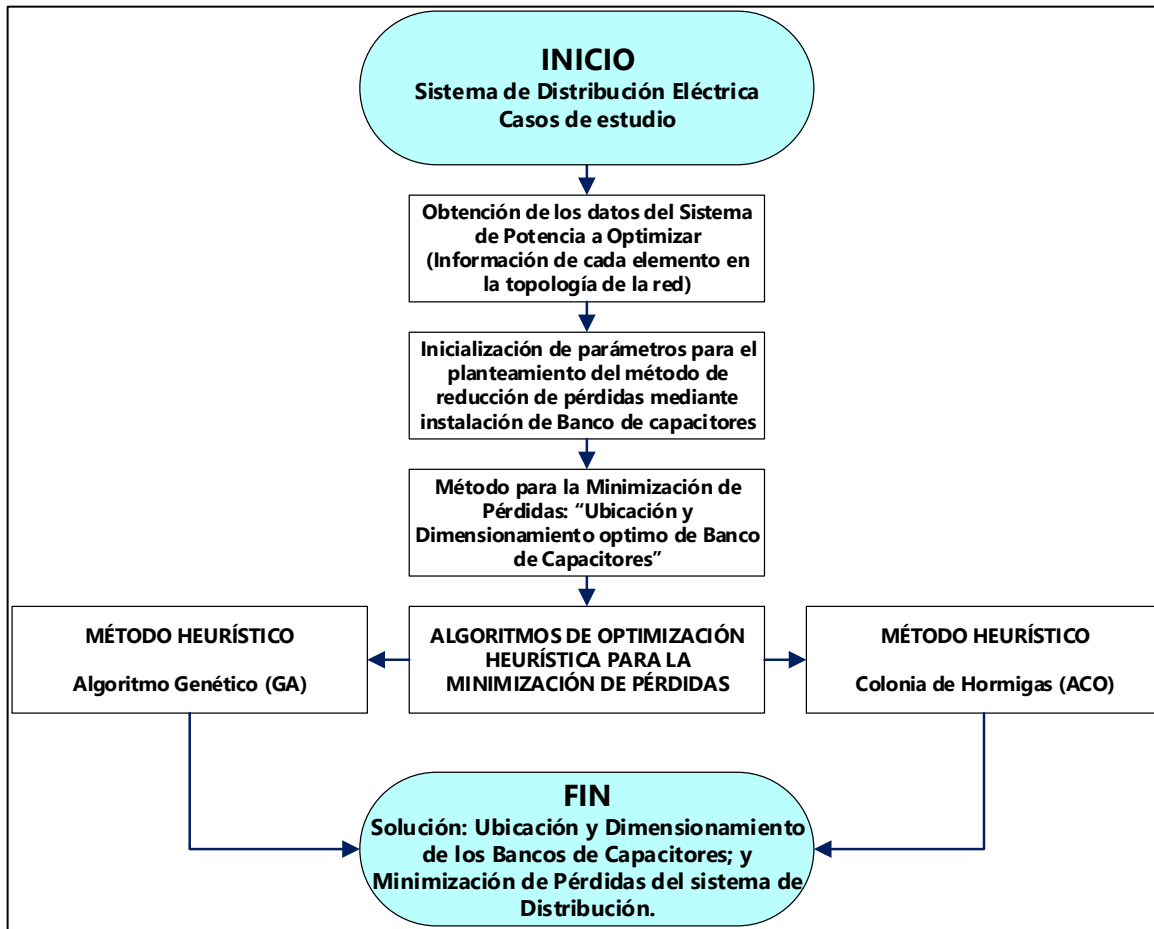 INICIO
Sistema de Distribución Eléctrica
Casos de estudio
Obtención de los datos del Sistema
de Potencia a Optimizar
(Información de cada elemento en
la topología de la red)
Inicialización de parámetros para el
planteamiento del método de
reducción de pérdidas mediante
instalación de Banco de capacitores
Método para la Minimización de
Pérdidas: “Ubicación y
Dimensionamiento optimo de Banco
de Capacitores”
MÉTODO HEURÍSTICO
Algoritmo Genético (GA)
ALGORITMOS DE OPTIMIZACIÓN
HEURÍSTICA PARA LA
MINIMIZACIÓN DE PÉRDIDAS
MÉTODO HEURÍSTICO
Colonia de Hormigas (ACO)
FIN
Solución: Ubicación y Dimensionamiento
de los Bancos de Capacitores; y
Minimización de Pérdidas del sistema de
Distribución.